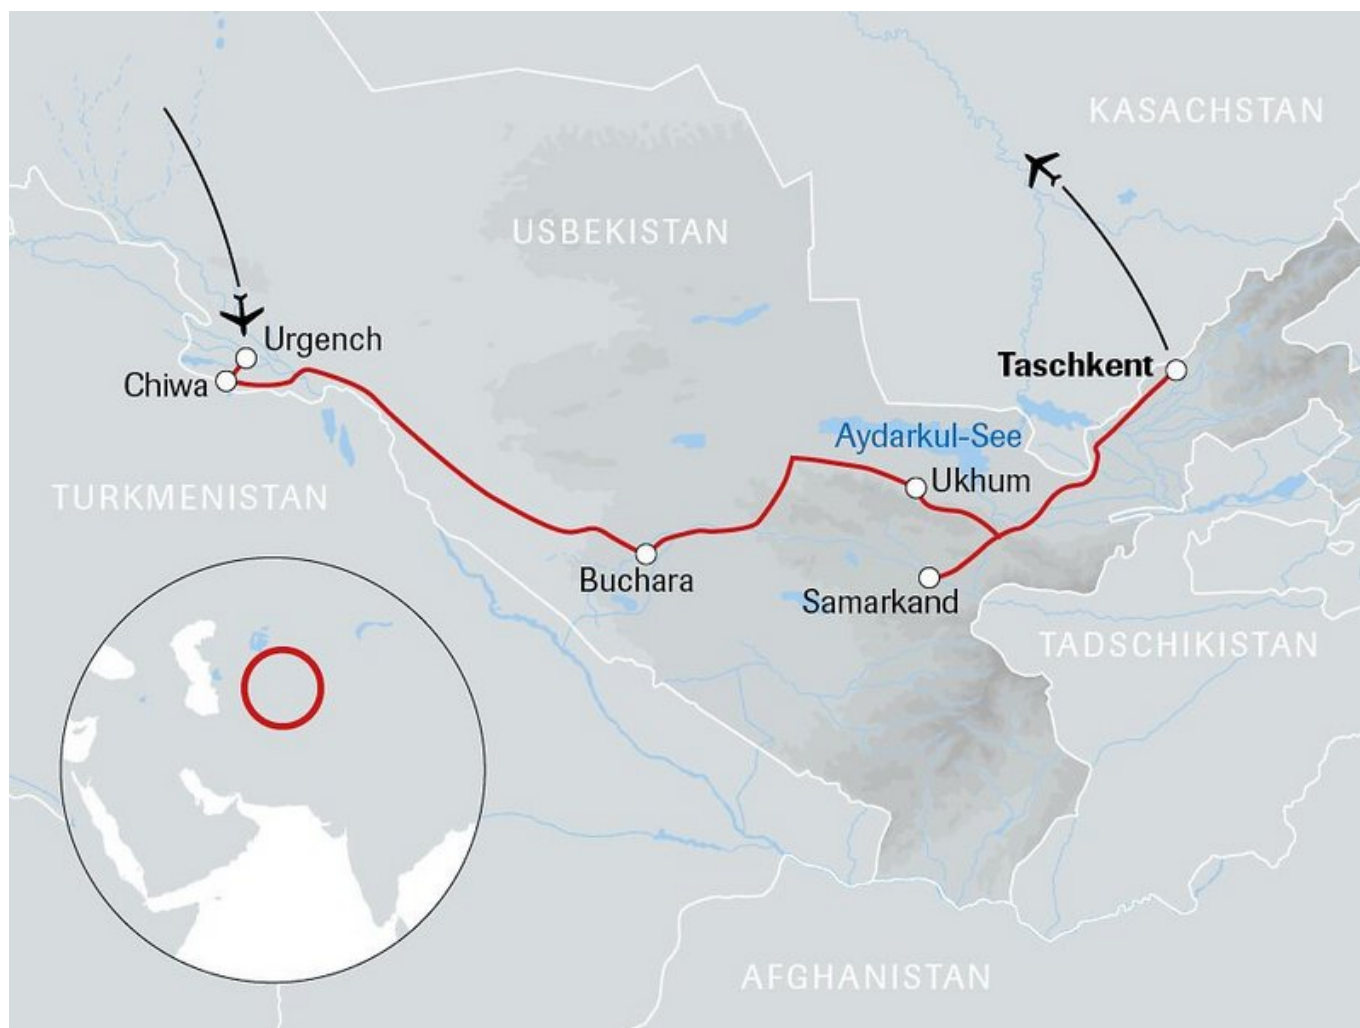 KASACHSTAN
USBEKISTAN
Urgench
Chiwa
Taschkent
Aydarkul-See
Ukhum
TURKMENISTAN
Buchara
Samarkand
TADSCHIKISTAN
AFGHANISTAN